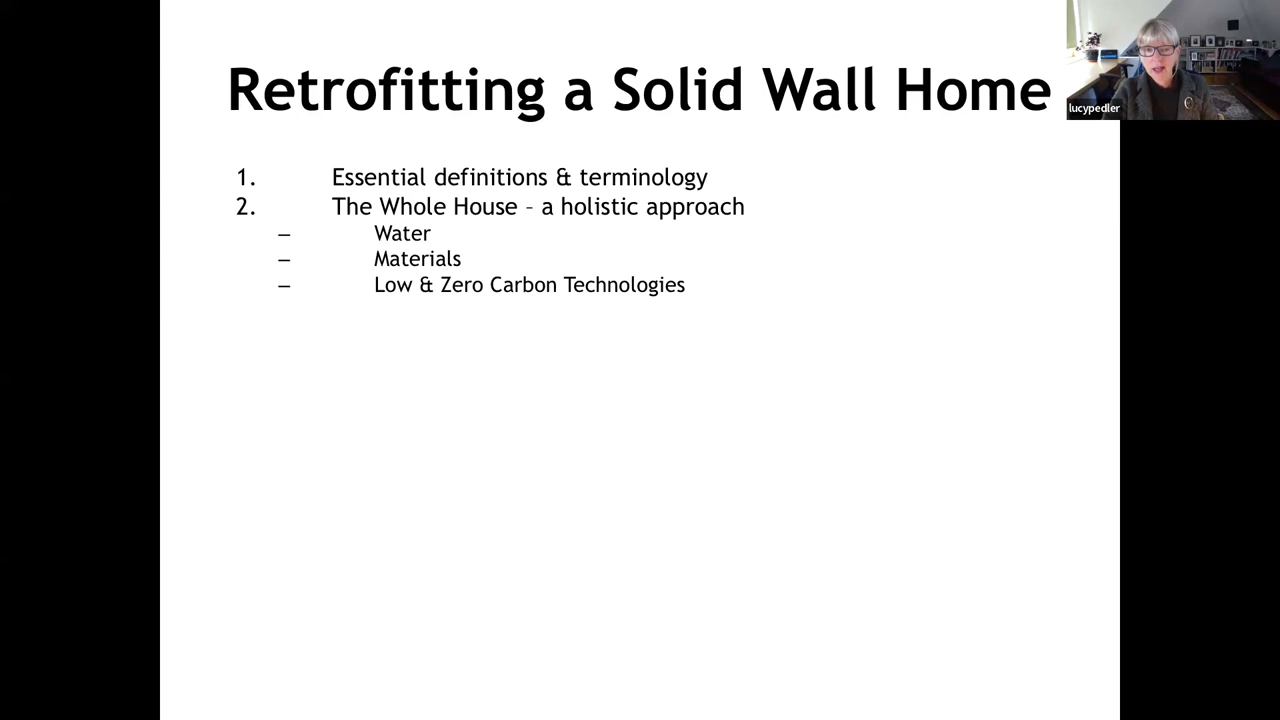 Retrofitting a Solid Wall Home
lucypedler
1. Essential definitions & terminology
2. The Whole House – a holistic approach
– Water
– Materials
– Low & Zero Carbon Technologies